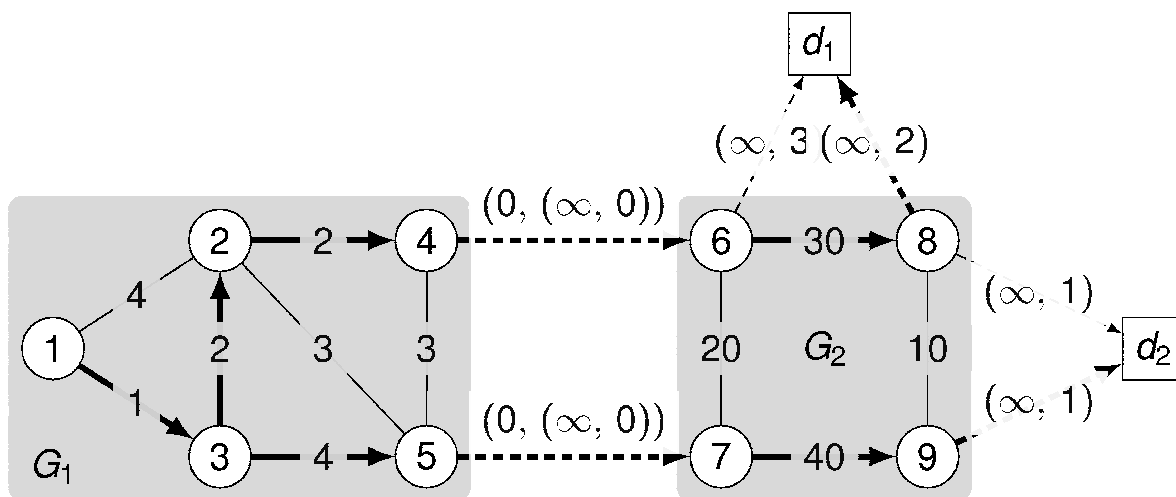 d1
(∞, 3 (∞, 2)
(0, (∞, 0))
2 2 4 6 30 8
4 (∞, 1)
1 2 3 3 20 G2 10 d2
1 (∞, 1)
(0, (∞, 0))
G1 3 4 5 7 40 9